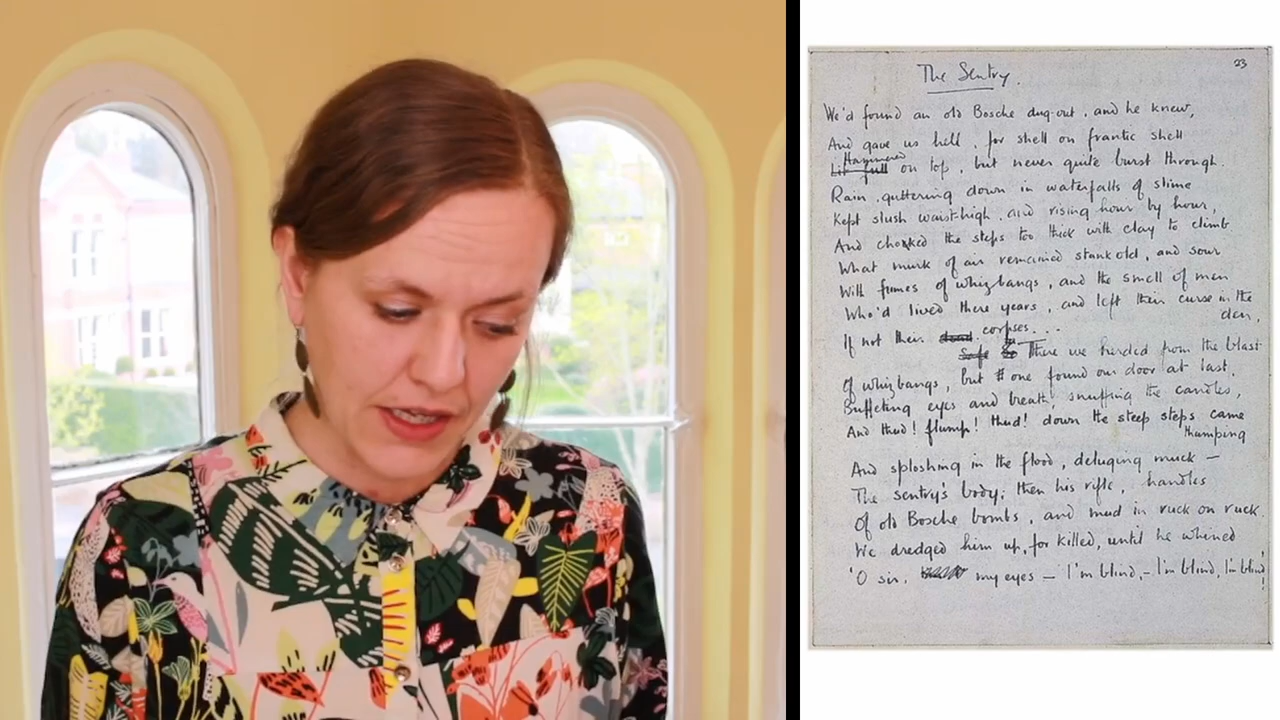 23
The Sentry.
We'd found an old Bosche dug-out, and he knew,
And gave us hell, for shell on frantic shell
Hammered
Lit full on top, but never quite burst through.
Rain, guttering down in waterfalls of slime
Kept slush waist-high, and rising hour by hour,
And choked the steps too thick with clay to climb
What murk of air remained stank old, and sour
With fumes of whizbangs, and the smell of men
Who'd lived there years, and left their curse in the
den,
If not their corpses...
There we herded from the blast
Of whizbangs, but one found our door at last,
Buffeting eyes and breath, snuffing the candles,
And thud! flump! thud! down the steep steps came
thumping
And sploshing in the flood, deluging muck —
The sentry's body; then his rifle, handles
Of old Bosche bombs, and mud in ruck on ruck.
We dredged him up, for killed, until he whined
'O sir, my eyes — I'm blind, — I'm blind, I'm blind!